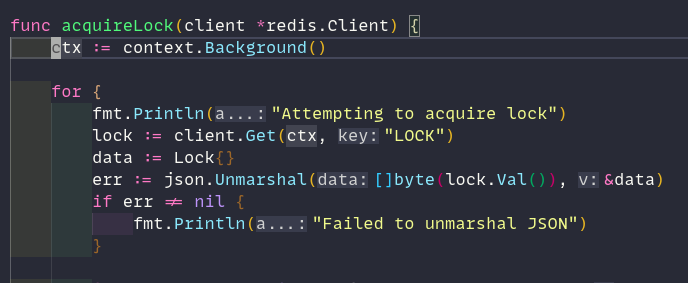 func acquireLock(client *redis.Client) {
ctx := context.Background()
for {
fmt.Println(a...: "Attempting to acquire lock")
lock := client.Get(ctx, key: "LOCK")
data := Lock{}
err := json.Unmarshal(data: []byte(lock.Val()), v: &data)
if err ≠ nil {
fmt.Println(a...: "Failed to unmarshal JSON")
}